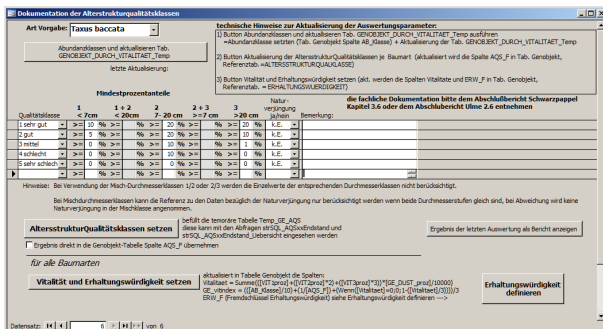 Dokumentation der Alterstrukturqualitätsklassen
Art Vorgabe: Taxus baccata
technische Hinweise zur Aktualisierung der Auswertungsparameter:
1) Button Abundanzklassen und aktualisieren Tab. GENOBJEKT_DURCH_VITALITAET_Temp ausführen
=Abundanzklasse setzten (Tab. Genobjekt Spalte AB_Klasse) + Aktualisierung der Tab.
GENOBJEKT_DURCH_VITALITAET_Temp
2) Button Aktualisierung der AltersstrukturQualitätsklassen je Baumart (aktualisiert wird die Spalte AQS_F in Tab. Genobjekt,
Referenztab.=ALTERSSTRUKTURQUALKLASSE)
3) Button Vitalität und Erhaltungswürdigkeit setzen (akt. werden die Spalten Vitalitate und ERW_F in Tab. Genobjekt,
Referenztab. = ERHALTUNGSWUERDIGKEIT)
Abundanzklassen und aktuallisieren Tab.
GENOBJEKT_DURCH_VITALITAET_Temp
letzte Aktualisierung:
die fachliche Dokumentation bitte dem Abschlußbericht Schwarzpappel
Kapitel 3.6 oder dem Abschlubericht Ulme 2.6 entnehmen
Mindestprozentanteile
Natur-
verjüngung
ja/nein
1 1 + 2 2 2 + 3 3
Qualitätsklasse < 7cm < 20cm 7- 20 cm >=7 cm >20 cm Bemerkung:
1 sehr gut >= 10 % >= % >= 20 % >= % >= 20 % k.E.
2 gut >= 5 % >= % >= 20 % >= % >= 10 % k.E.
3 mittel >= 0 % >= % >= 10 % >= % >= 1 % k.E.
4 schlecht >= 0 % >= % >= 10 % >= % >= 0 % k.E.
5 sehr schlech >= 0 % >= % >= 0 % >= % >= 0 % k.E.
>= % >= % >= % >= % >= %
Hinweise: Bei Verwendung der Misch-Durchmesserklassen 1/2 oder 2/3 werden die Einzelwerte der entsprechenden Durchmesserklassen nicht berücksichtigt.
Bei Mischdurchmesserklassen kann die Referenz zu den Daten bezüglich der Naturverjüngung nur berücksichtigt werden wenn beide Durchmesserstufen gleich sind, bei Abweichung wird keine
Naturverjüngung in der Mischklasse angenommen.
AltersstrukturQualitätsklassen setzen
befüllt die temoräre Tabelle Temp_GE_AQS
diese kann mit den Abfragen strSQL_AQSxxEndstand und
strSQL_AQSxxEndstand_Uebersicht eingesehen werden
Ergebnis der letzten Auswertung als Bericht anzeigen
Ergebnis direkt in die Genobjekt-Tabelle Spalte AQS_F übernehmen
für ale Baumarten
Vitalität und Erhaltungswürdigkeit setzen
aktualisiert in Tabelle Genobjekt die Spalten:
Vitalitaet = Summe(([VIT1proz]+([VIT2proz]*2)+([VIT3proz]*3))*[GE_DUST_proz]/10000)
GE_vitindex = (([AB_Klasse]/10)+(1/[AQS_F])+(Wenn([Vitalitaet]=0;0;1-([Vitalitaet]/3))))/3
ERW_F (Fremdschlüssel Erhaltungswürdigkeit) siehe Erhaltungswürdigkeit definieren --->
Erhaltungswürdigkeit
definieren
Datensatz: 6 von 6